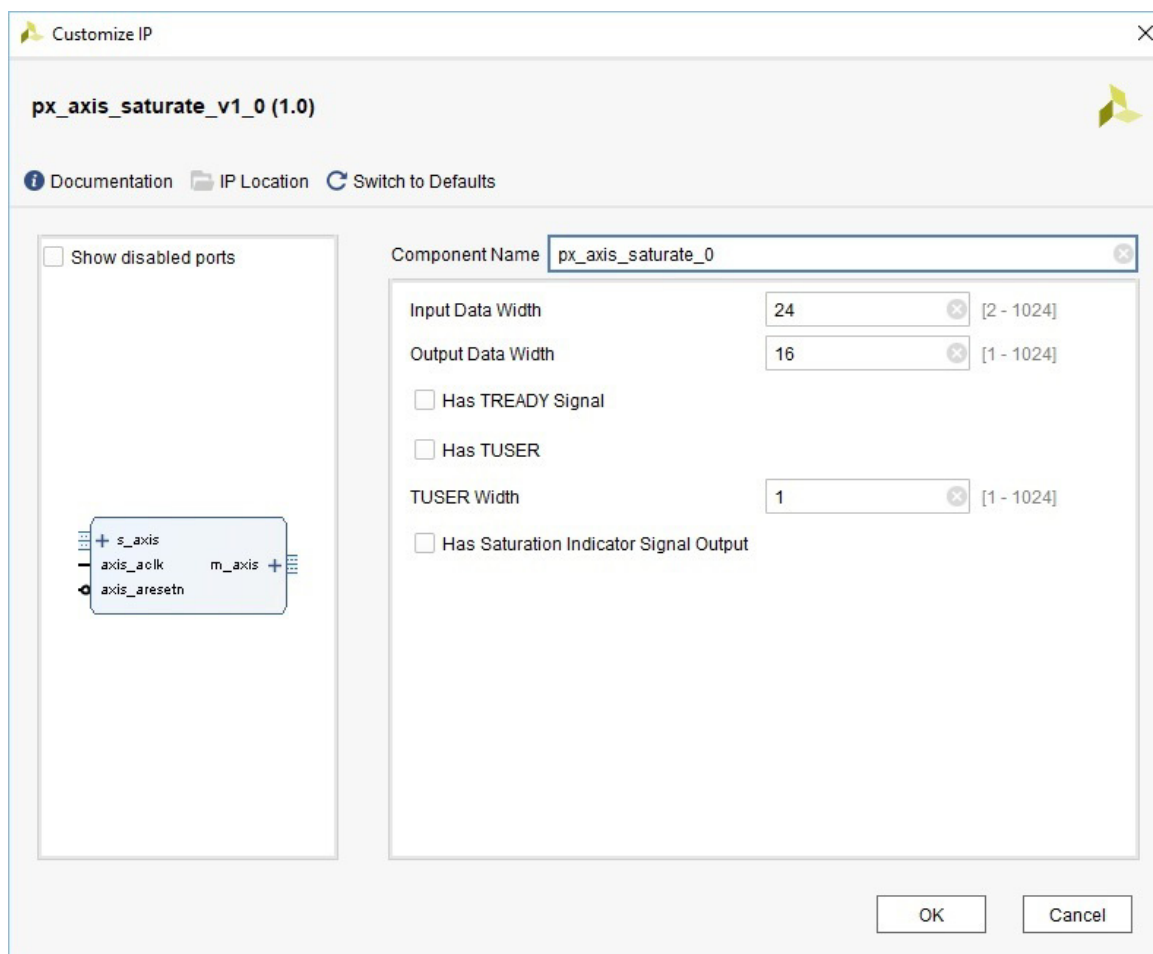 Customize IP
px_axis_saturate_v1_0 (1.0)
Documentation IP Location Switch to Defaults
Show disabled ports
+ s_axis
axis_aclk m_axis +
axis_aresetn
Component Name px_axis_saturate_0
Input Data Width 24 [2 - 1024]
Output Data Width 16 [1 - 1024]
Has TREADY Signal
Has TUSER
TUSER Width 1 [1 - 1024]
Has Saturation Indicator Signal Output
OK Cancel